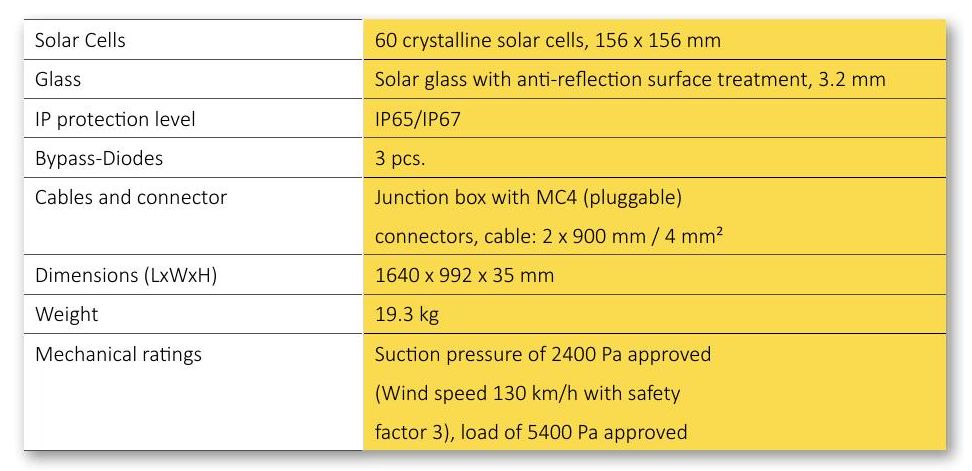 Solar Cells 60 crystalline solar cells, 156 x 156 mm
Glass Solar glass with anti-reflection surface treatment, 3.2 mm
IP protection level IP65/IP67
Bypass-Diodes 3 pcs.
Cables and connector Junction box with MC4 (pluggable)
connectors, cable: 2 x 900 mm / 4 mm²
Dimensions (LxWxH) 1640 x 992 x 35 mm
Weight 19.3 kg
Mechanical ratings Suction pressure of 2400 Pa approved
(Wind speed 130 km/h with safety
factor 3), load of 5400 Pa approved